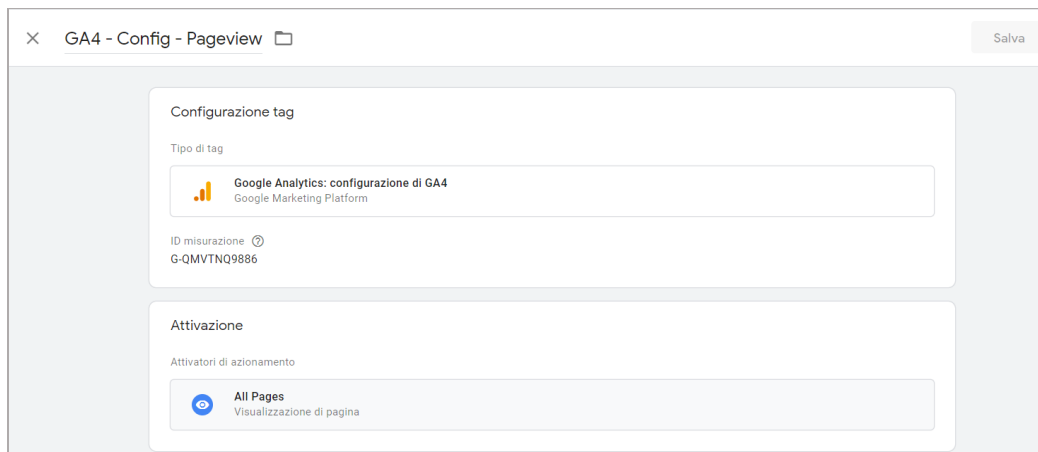 GA4 - Config - Pageview
Salva
Configurazione tag
Tipo di tag
Google Analytics: configurazione di GA4
Google Marketing Platform
ID misurazione
G-QMVTNQ9886
Attivazione
Attivatori di azionamento
All Pages
Visualizzazione di pagina